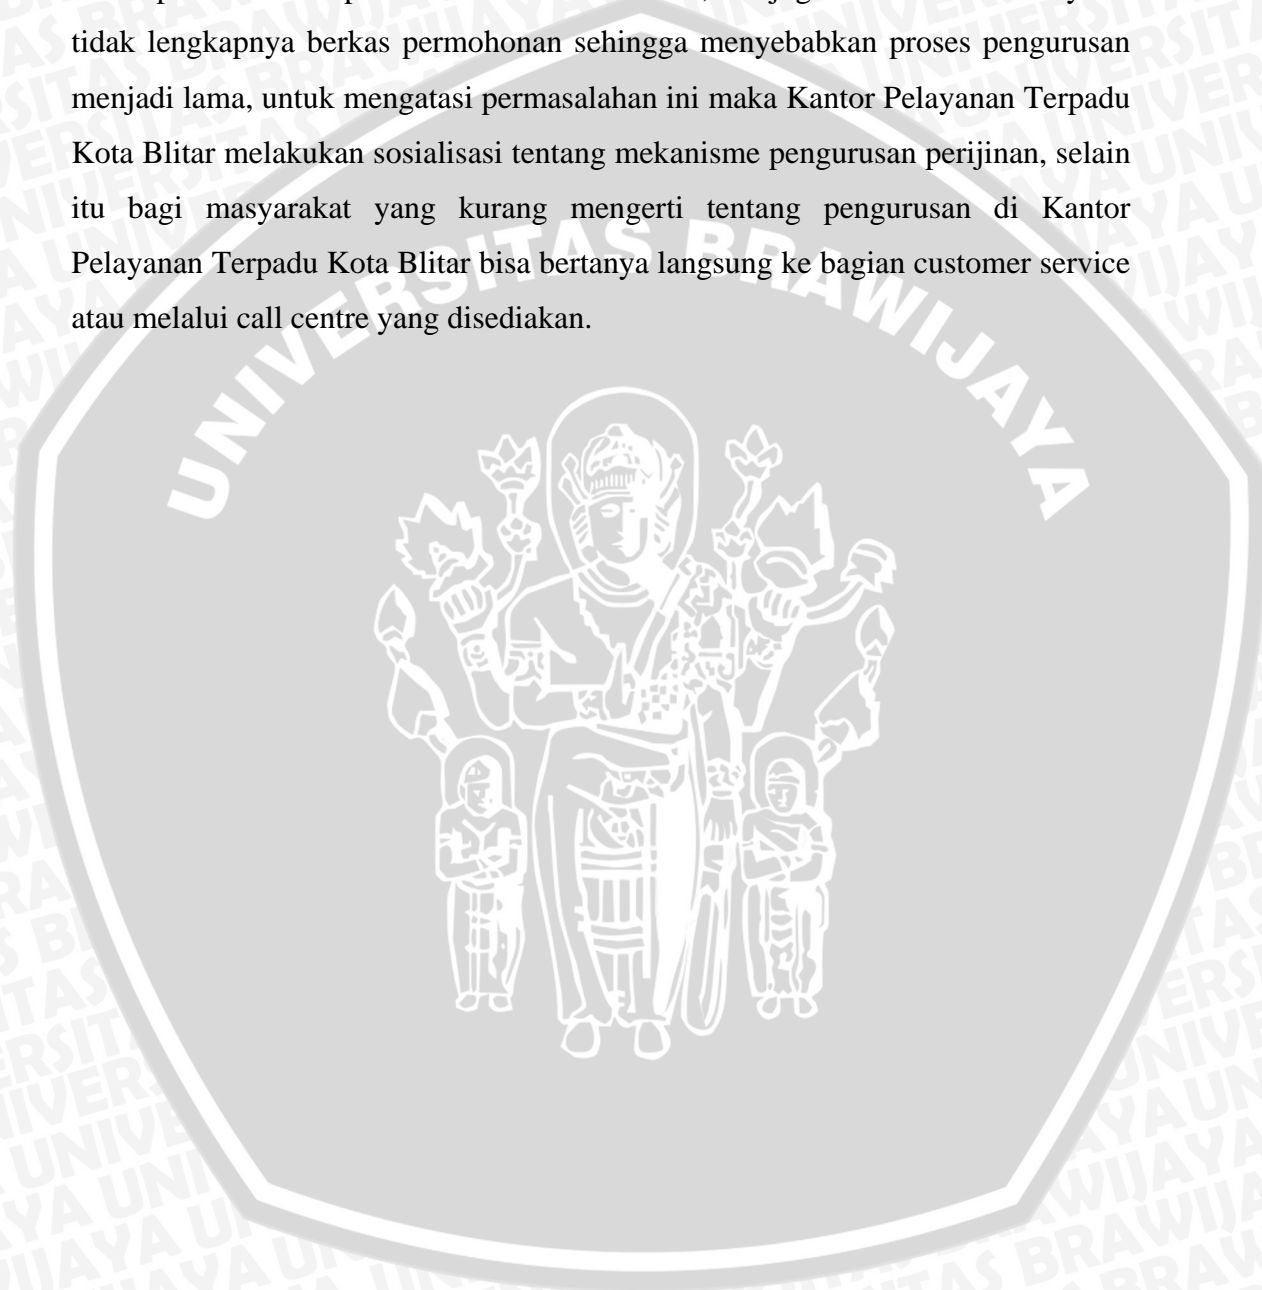 tidak lengkapnya berkas permohonan sehingga menyebabkan proses pengurusan
menjadi lama, untuk mengatasi permasalahan ini maka Kantor Pelayanan Terpadu
Kota Blitar melakukan sosialisasi tentang mekanisme pengurusan perijinan, selain
itu bagi masyarakat yang kurang mengerti tentang pengurusan di Kantor
Pelayanan Terpadu Kota Blitar bisa bertanya langsung ke bagian customer service
atau melalui call centre yang disediakan.
UNIVERSITAS BRAWIJAYA